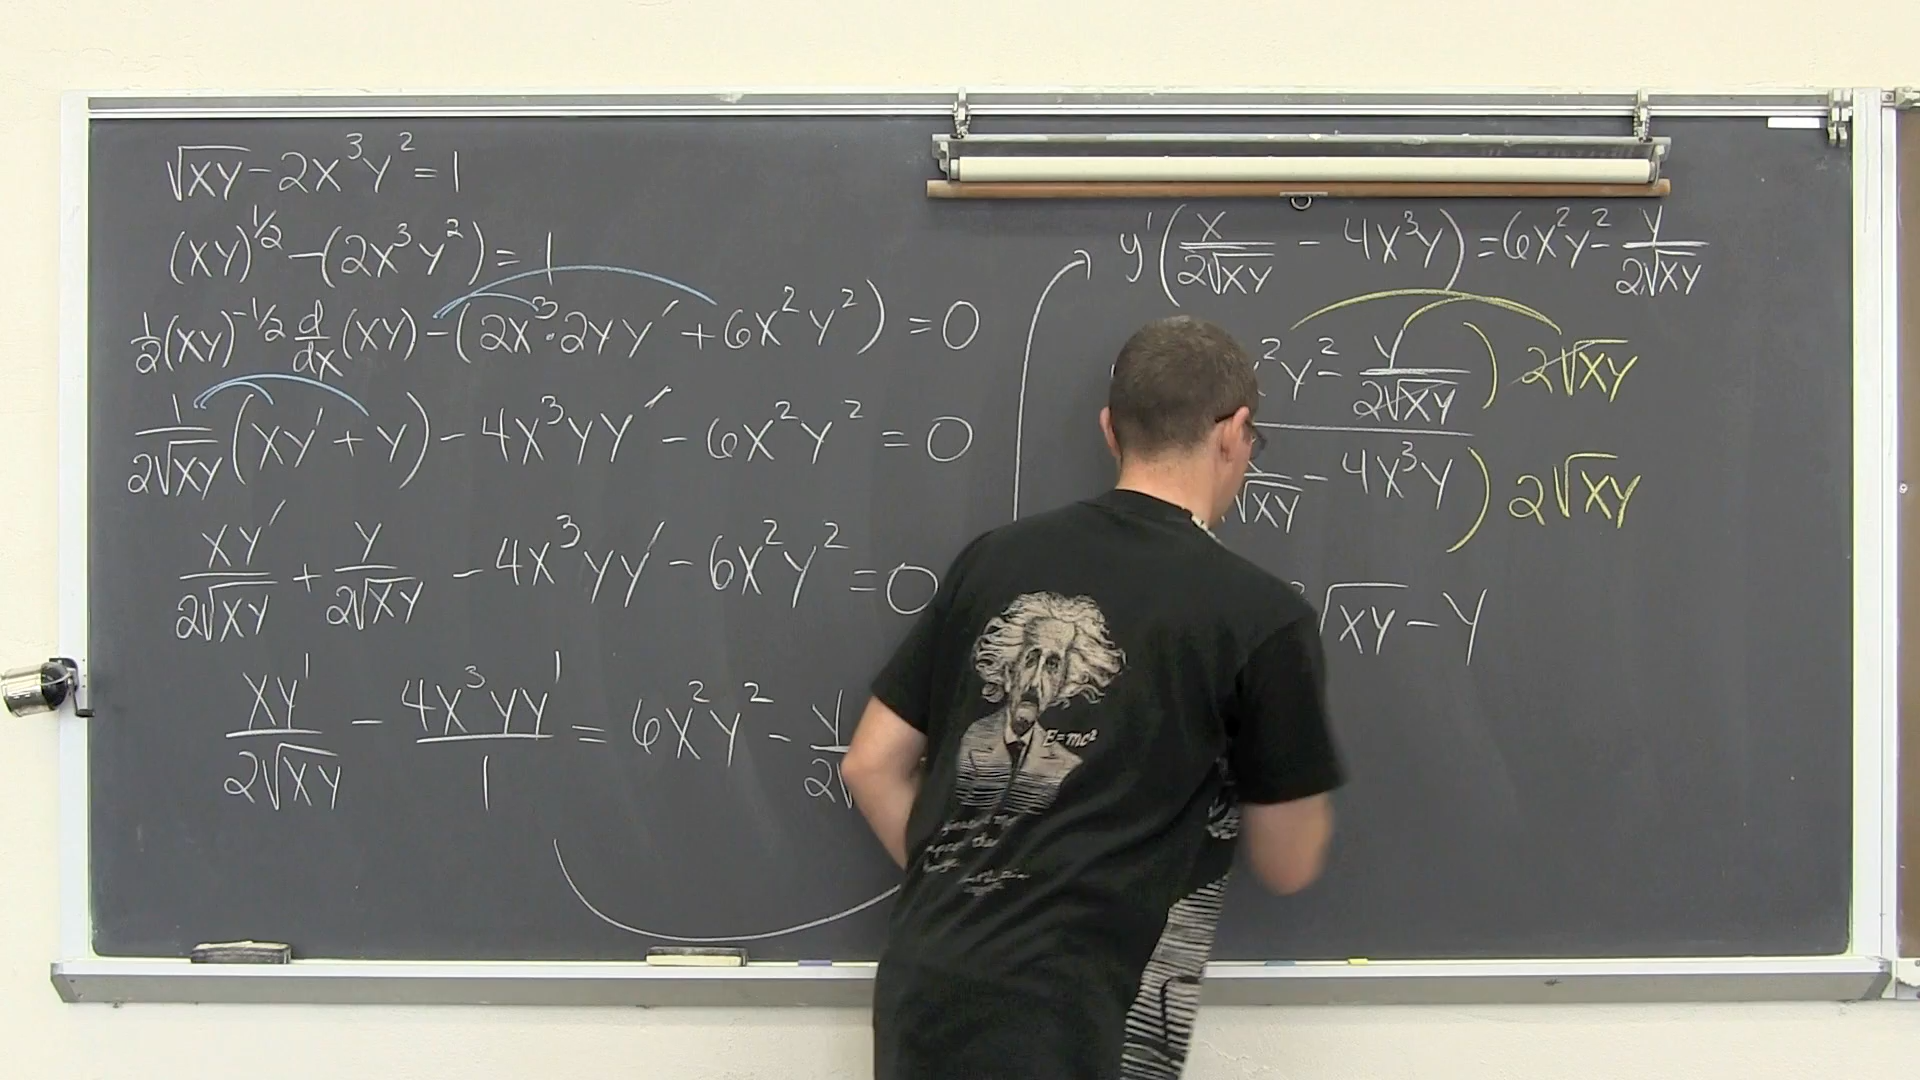 √xy - 2x³y² = 1
(xy)^½ - (2x³y²) = 1
½(xy)^-½ d/dx (xy) - (2x³·2yy′ + 6x²y²) = 0
1/(2√xy) (xy′ + y) - 4x³yy′ - 6x²y² = 0
xy′/(2√xy) + y/(2√xy) - 4x³yy′ - 6x²y² = 0
xy′/(2√xy) - 4x³yy′/1 = 6x²y² - y/2√
y′(x/(2√xy) - 4x³y) = 6x²y² - y/(2√xy)
²y² - y/(2√xy)) 2√xy
√xy - 4x³y) 2√xy
√xy - y
E=mc²